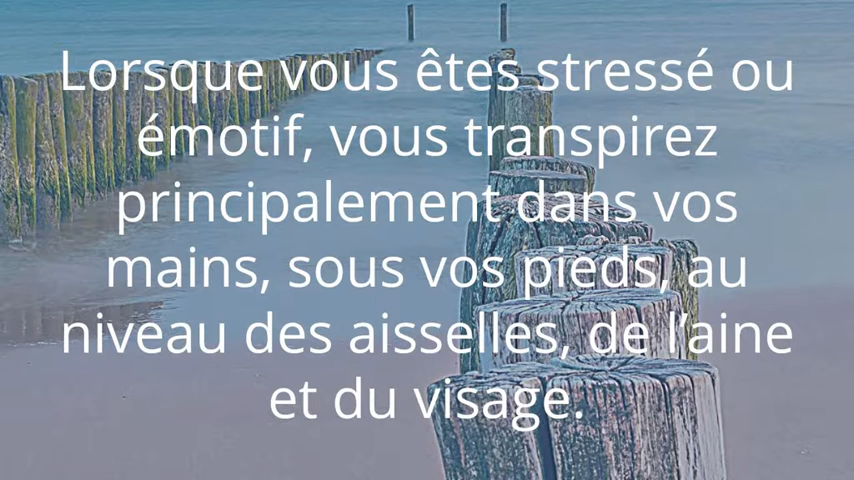 Lorsque vous êtes stressé ou
émotif, vous transpirez
principalement dans vos
mains, sous vos pieds, au
niveau des aisselles, de l'aine
et du visage.